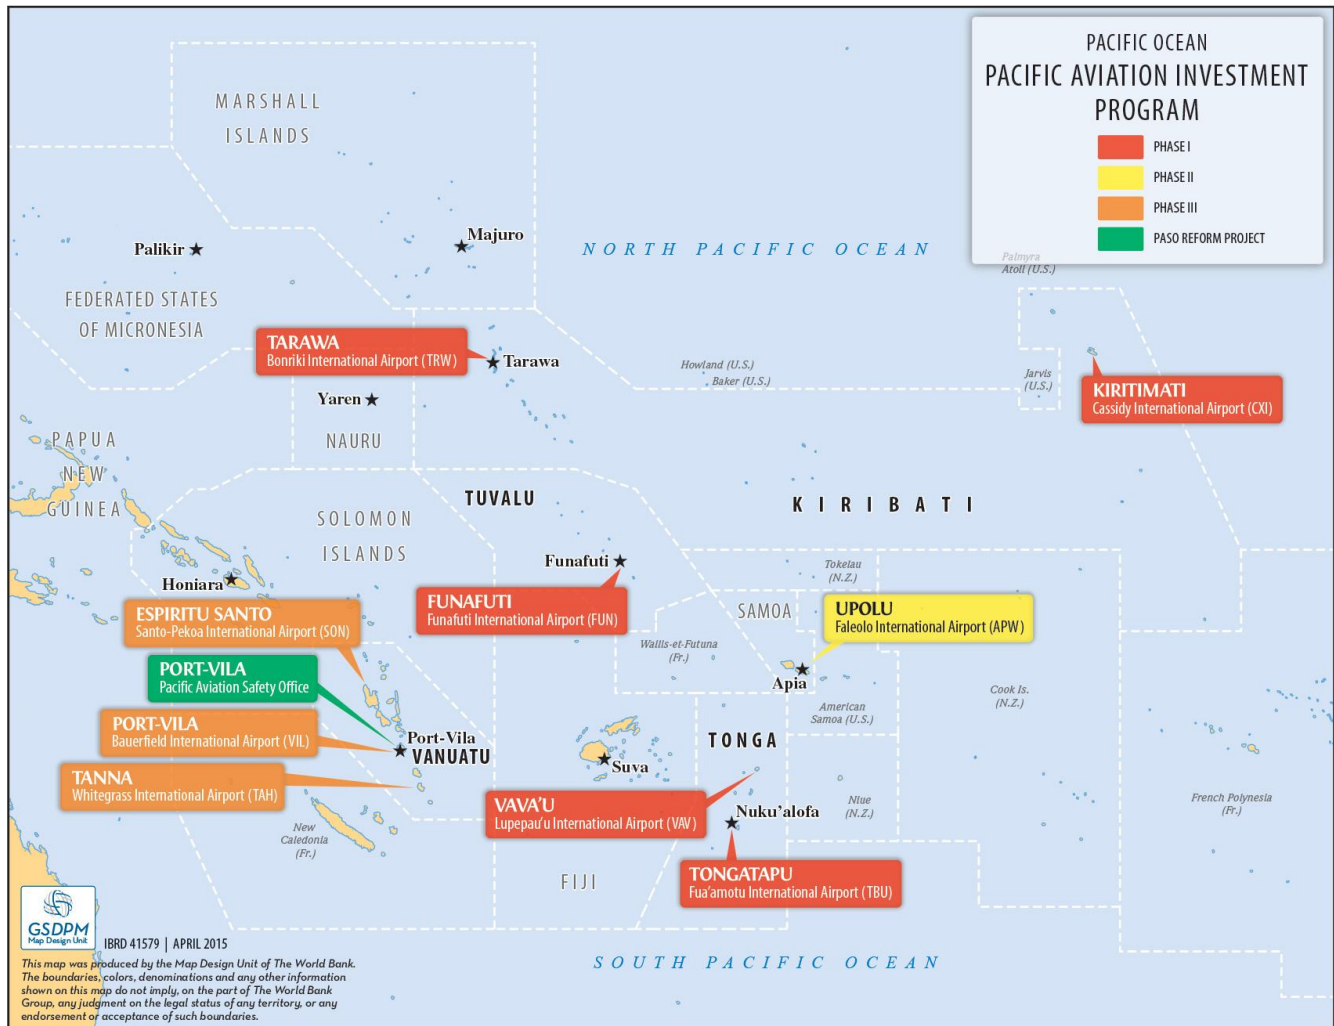 PACIFIC OCEAN
PACIFIC AVIATION INVESTMENT
PROGRAM
PHASE I
PHASE II
PHASE III
PASO REFORM PROJECT
MARSHALL
ISLANDS
Majuro
Palikir
NORTH PACIFIC OCEAN
Palmyra
Atoll (U.S.)
FEDERATED STATES
OF MICRONESIA
TARAWA
Bonriki International Airport (TRW)
Tarawa
Howland (U.S.)
Baker (U.S.)
Jarvis
(U.S.)
KIRITIMATI
Cassidy International Airport (CXI)
Yaren
NAURU
PAPUA
NEW
GUINEA
TUVALU
KIRIBATI
SOLOMON
ISLANDS
Honiara
Funafuti
Tokelau
(N.Z.)
FUNAFUTI
Funafuti International Airport (FUN)
SAMOA
UPOLU
Faleolo International Airport (APW)
ESPIRITU SANTO
Santo-Pekoa International Airport (SON)
Wallis-et-Futuna
(Fr.)
PORT-VILA
Pacific Aviation Safety Office
Apia
American
Samoa (U.S.)
Cook Is.
(N.Z.)
PORT-VILA
Bauerfield International Airport (VIL)
Port-Vila
VANUATU
Suva
TONGA
TANNA
Whitegrass International Airport (TAH)
VAVA'U
Lupepau'u International Airport (VAV)
Nuku'alofa
Niue
(N.Z.)
French Polynesia
(Fr.)
New
Caledonia
(Fr.)
FIJI
TONGATAPU
Fua'amotu International Airport (TBU)
GSDPM
Map Design Unit
IBRD 41579 | APRIL 2015
This map was produced by the Map Design Unit of The World Bank.
The boundaries, colors, denominations and any other information
shown on this map do not imply, on the part of The World Bank
Group, any judgment on the legal status of any territory, or any
endorsement or acceptance of such boundaries.
SOUTH PACIFIC OCEAN